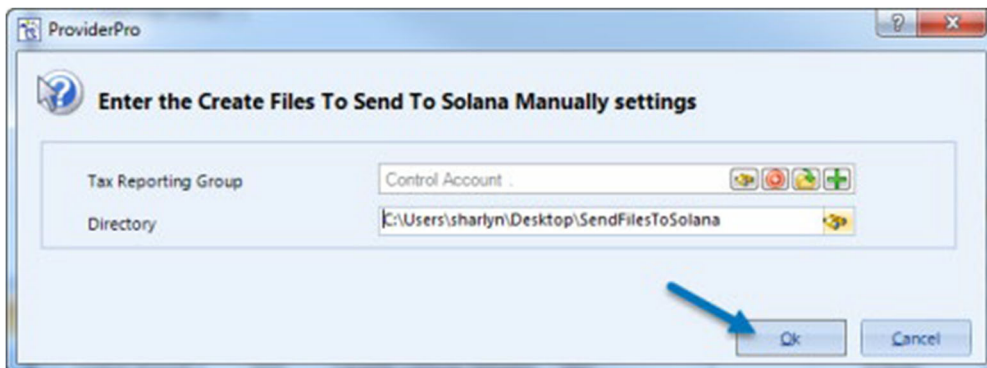 ProviderPro
Enter the Create Files To Send To Solana Manually settings
Tax Reporting Group Control Account .
Directory C:\Users\sharlyn\Desktop\SendFilesToSolana
Ok Cancel